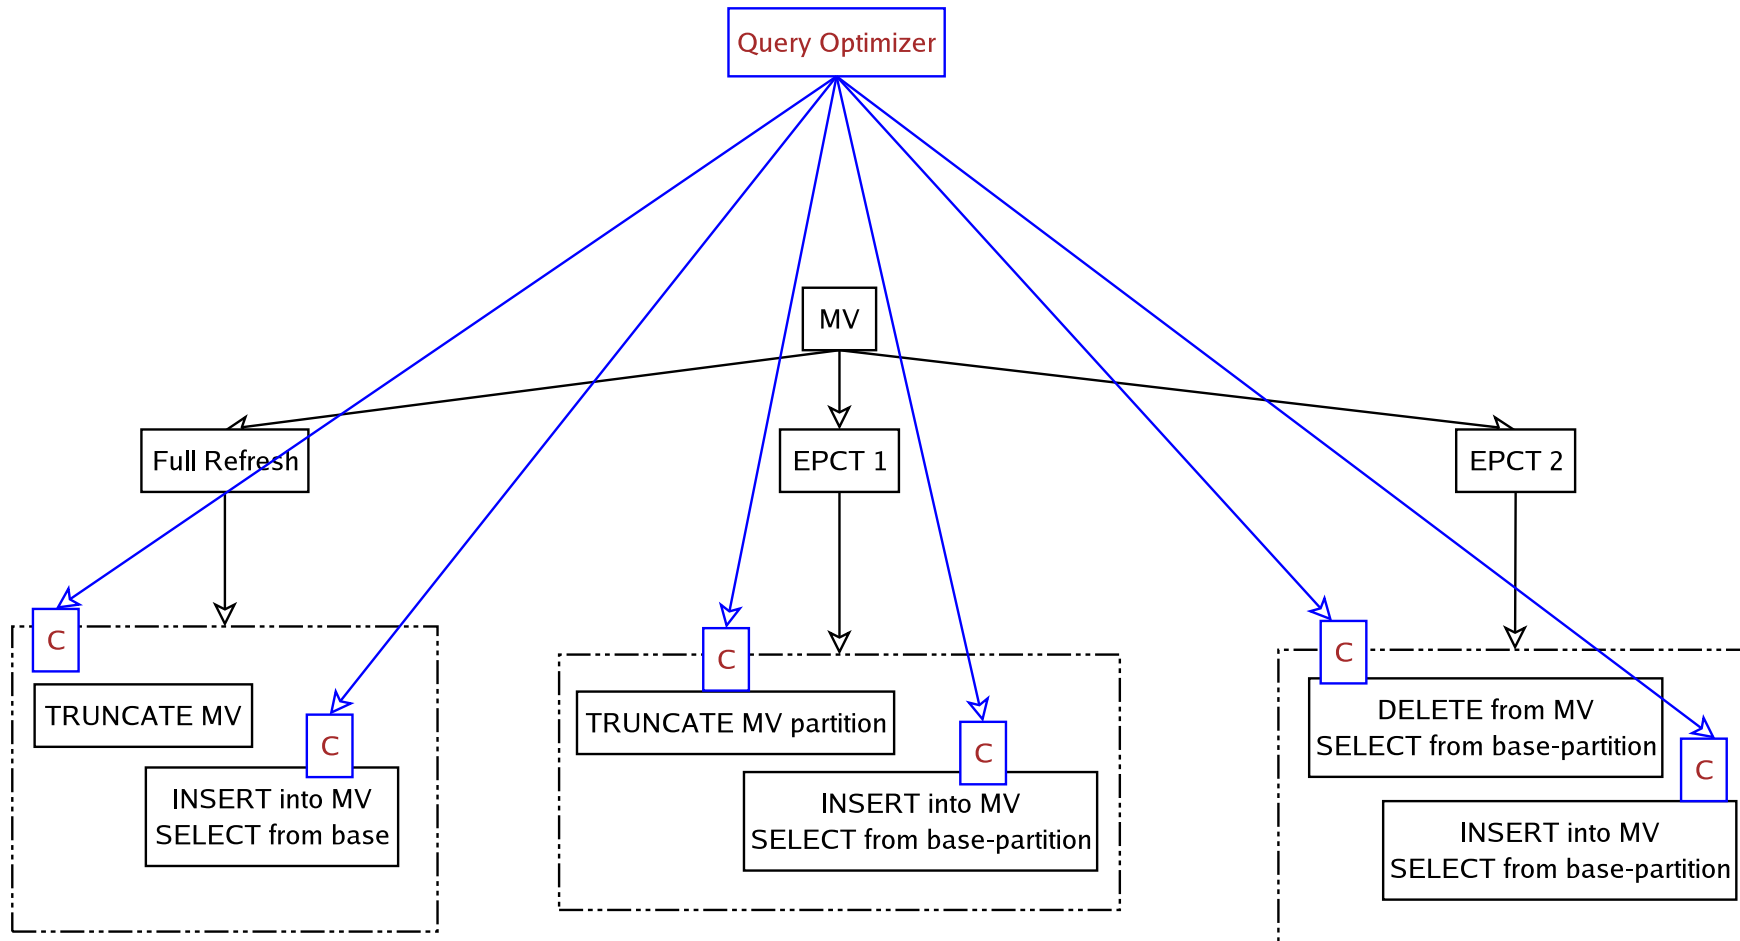 Query Optimizer
MV
Full Refresh
EPCT 1
EPCT 2
C
TRUNCATE MV
C
INSERT into MV
SELECT from base
C
TRUNCATE MV partition
C
INSERT into MV
SELECT from base-partition
C
DELETE from MV
SELECT from base-partition
C
INSERT into MV
SELECT from base-partition